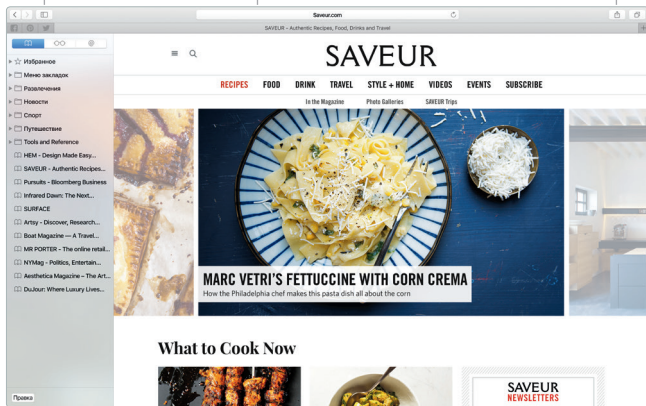 Saveur.com
SAVEUR – Authentic Recipes, Food, Drinks and Travel
Избранное
Меню закладок
Развлечения
Новости
Спорт
Путешествие
Tools and Reference
HEM - Design Made Easy...
SAVEUR - Authentic Recipes...
Pursuits - Bloomberg Business
Infrared Dawn: The Next...
SURFACE
Artsy - Discover, Research...
Boat Magazine — A Travel...
MR PORTER - The online retail...
NYMag - Politics, Entertain...
Aesthetica Magazine – The Art...
DuJour: Where Luxury Lives...
Правка
SAVEUR
RECIPES FOOD DRINK TRAVEL STYLE + HOME VIDEOS EVENTS SUBSCRIBE
In the Magazine Photo Galleries SAVEUR Trips
MARC VETRI'S FETTUCCINE WITH CORN CREMA
How the Philadelphia chef makes this pasta dish all about the corn
What to Cook Now
SAVEUR
NEWSLETTERS